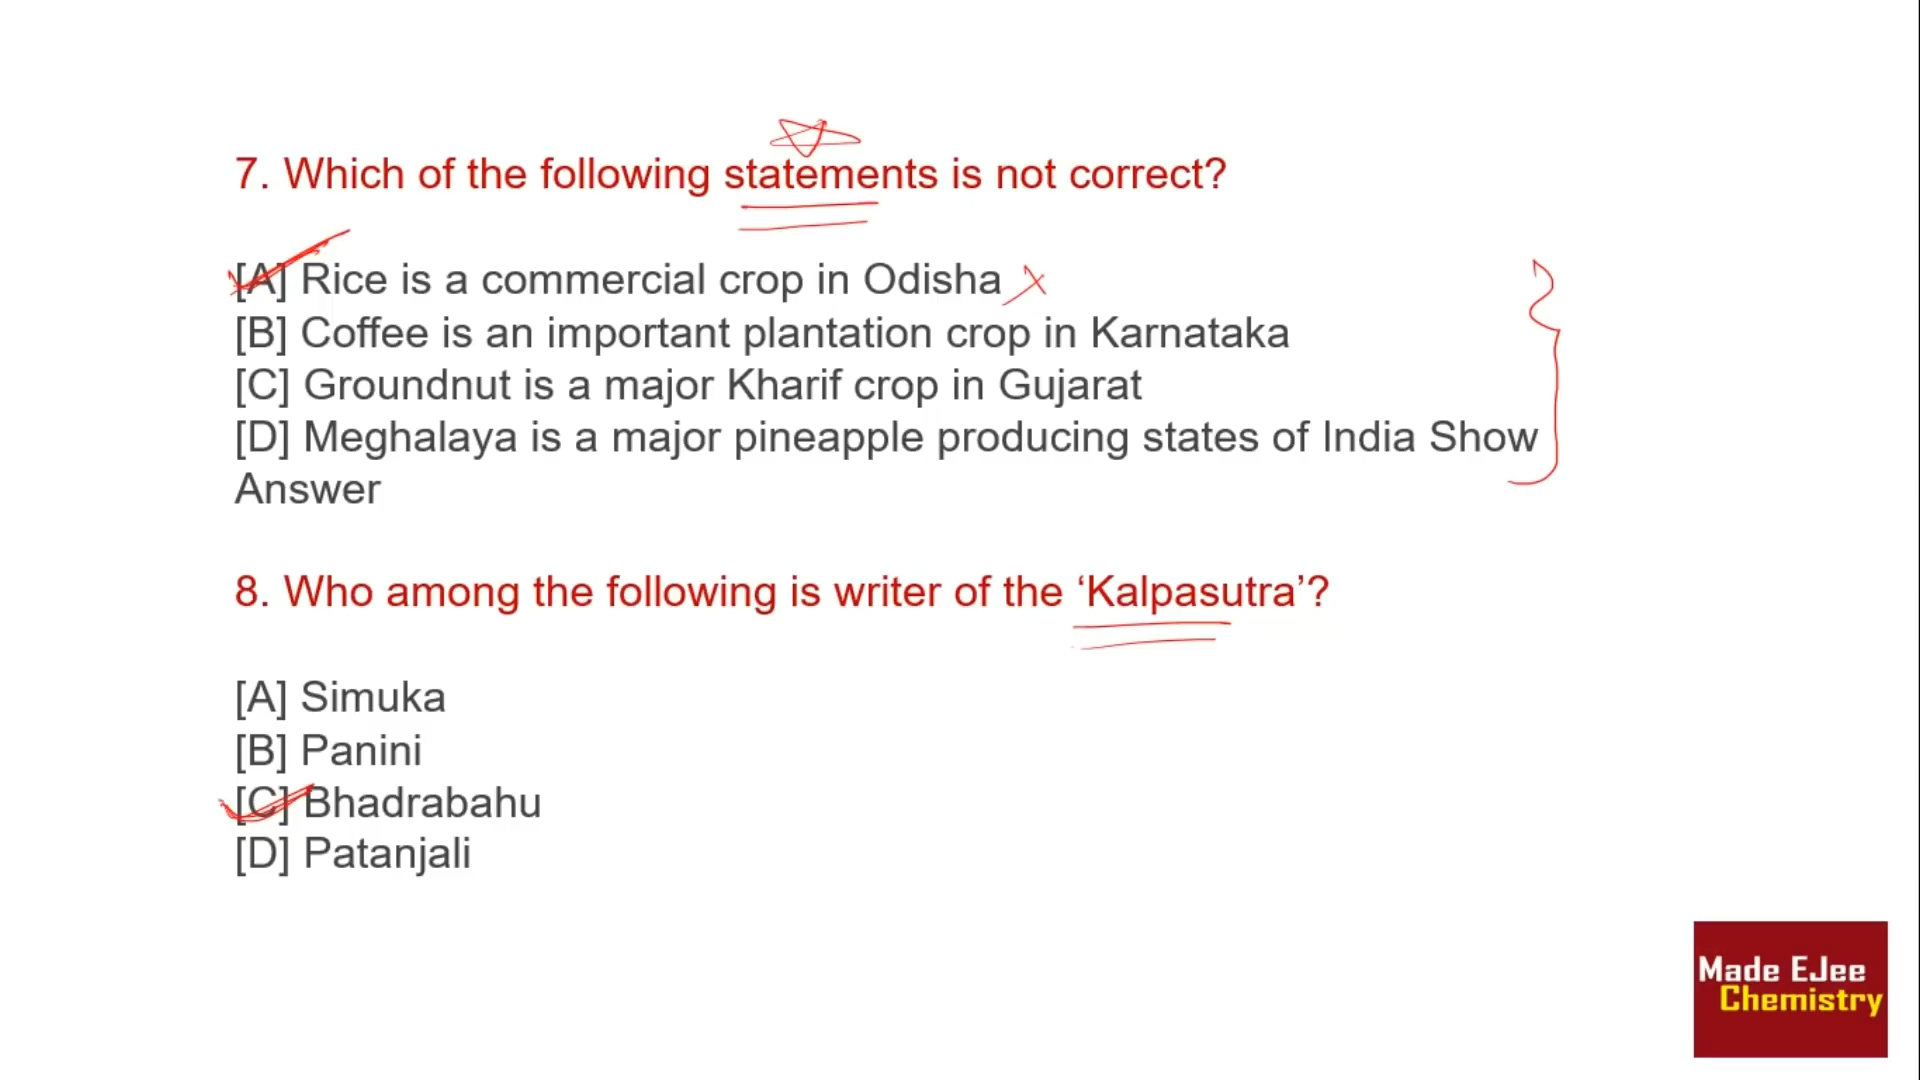 7. Which of the following statements is not correct?
[A] Rice is a commercial crop in Odisha
[B] Coffee is an important plantation crop in Karnataka
[C] Groundnut is a major Kharif crop in Gujarat
[D] Meghalaya is a major pineapple producing states of India Show
Answer
8. Who among the following is writer of the ‘Kalpasutra’?
[A] Simuka
[B] Panini
[C] Bhadrabahu
[D] Patanjali
Made EJee
Chemistry